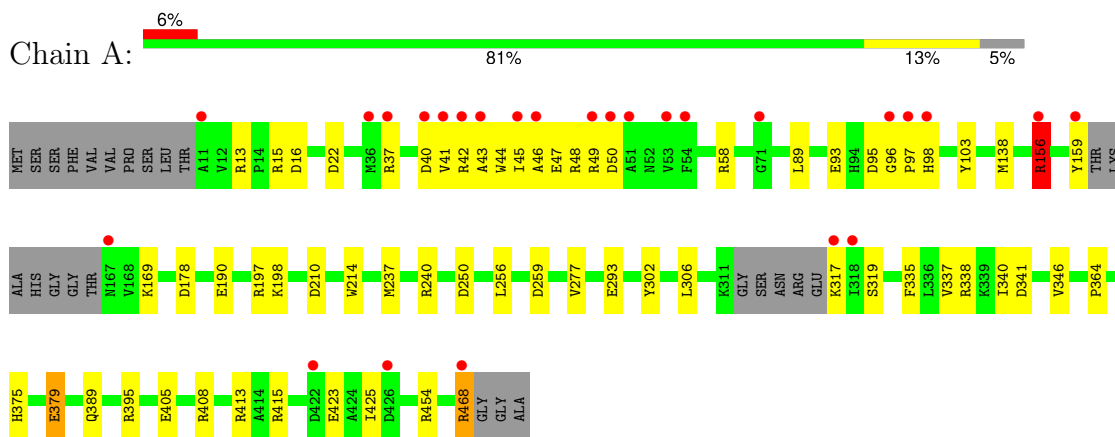 6%
Chain A:
81% 13% 5%
MET SER SER PHE VAL VAL PRO SER LEU THR A11 V12 R13 P14 R15 D16 D22 M36 R37 D40 V41 R42 A43 W44 I45 A46 E47 R48 R49 D50 A51 N52 V53 F54 R58 G71 L89 E93 H94 D95 G96 P97 H98 Y103 M138 R156 Y159 THR LYS
ALA HIS GLY GLY THR N167 V168 K169 D178 E190 R197 K198 D210 W214 M237 R240 D250 L256 D259 V277 E293 Y302 L306 K311 GLY SER ASN ARG GLU K317 I318 S319 F335 L336 V337 R338 K339 I340 D341 V346 P364
H375 E379 Q389 R395 E405 R408 R413 A414 R415 D422 E423 A424 I425 D426 R454 R468 GLY GLY ALA